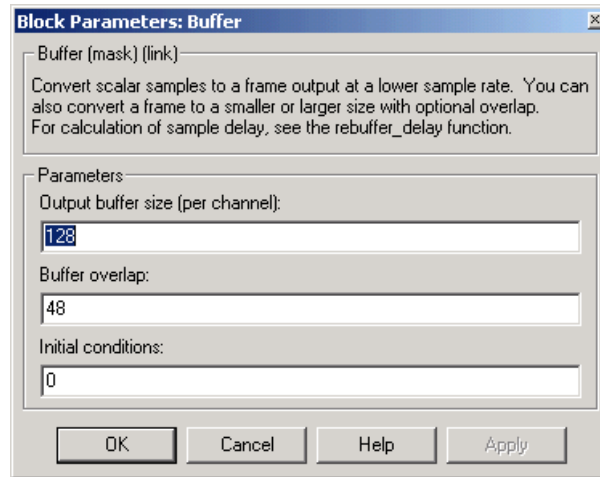 Block Parameters: Buffer
Buffer (mask) (link)
Convert scalar samples to a frame output at a lower sample rate.  You can
also convert a frame to a smaller or larger size with optional overlap.
For calculation of sample delay, see the rebuffer_delay function.
Parameters
Output buffer size (per channel):
128
Buffer overlap:
48
Initial conditions:
0
OK Cancel Help Apply